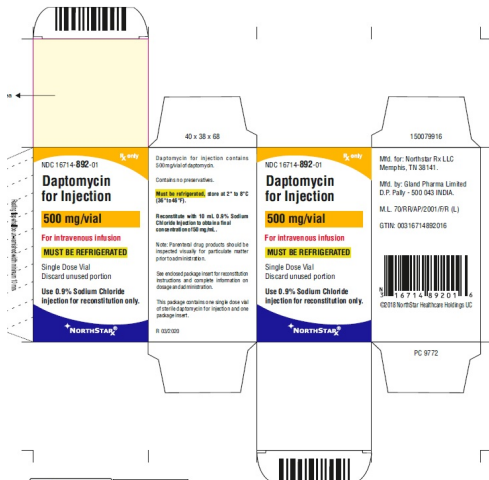 40 x 38 x 68
150079916
Rx only
NDC 16714-892-01
Daptomycin
for Injection
500 mg/vial
For intravenous infusion
MUST BE REFRIGERATED
Single Dose Vial
Discard unused portion
Use 0.9% Sodium Chloride
injection for reconstitution only.
NORTHSTAR
Daptomycin for injection contains
500 mg/vial of daptomycin.
Contains no preservatives.
Must be refrigerated, store at 2° to 8°C
(36° to 46°F).
Reconstitute with 10 mL 0.9% Sodium
Chloride Injection to obtain a final
concentration of 50 mg/mL.
Note: Parenteral drug products should be
inspected visually for particulate matter
prior to administration.
See enclosed package insert for reconstitution
instructions and complete information on
dosage and administration.
This package contains one single dose vial
of sterile daptomycin for injection and one
package insert.
R 03/2020
Rx only
NDC 16714-892-01
Daptomycin
for Injection
500 mg/vial
For intravenous infusion
MUST BE REFRIGERATED
Single Dose Vial
Discard unused portion
Use 0.9% Sodium Chloride
injection for reconstitution only.
NORTHSTAR
Mfd. for: Northstar Rx LLC
Memphis, TN 38141.
Mfd. by: Gland Pharma Limited
D.P. Pally - 500 043 INDIA.
M.L. 70/RR/AP/2001/F/R (L)
GTIN: 00316714892016
N
3 16714 89201 6
©2018 NorthStar Healthcare Holdings UC
PC 9772